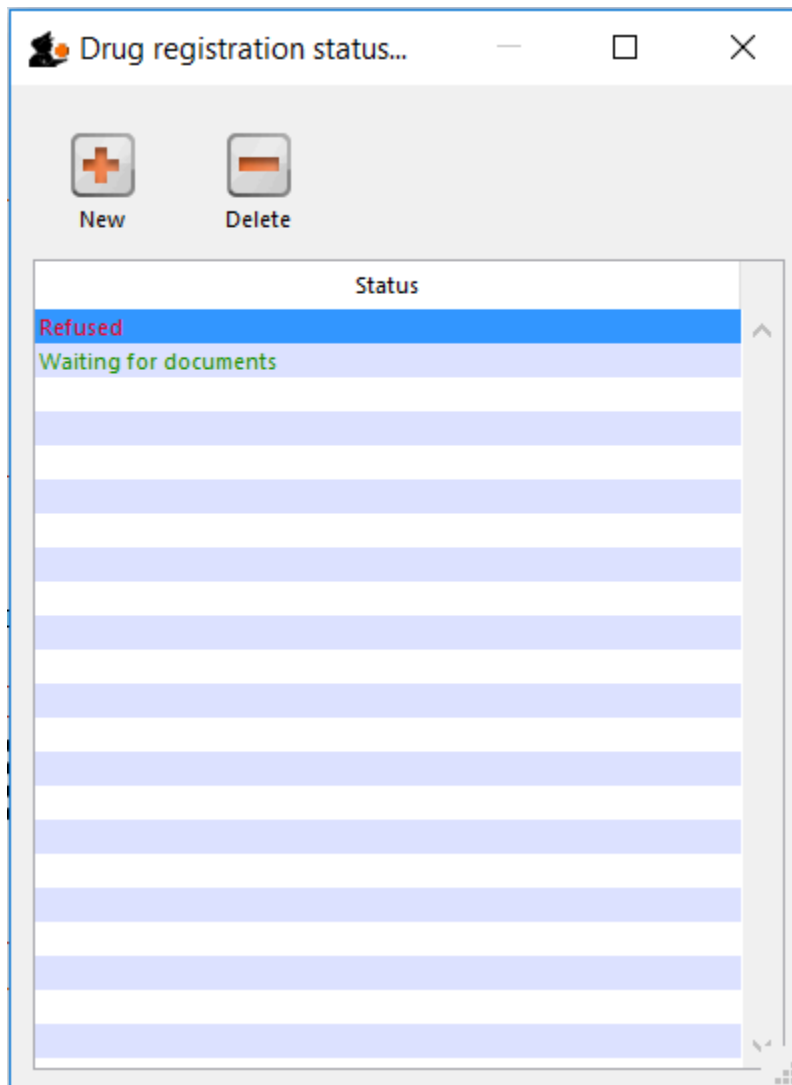 Drug registration status...
New
Delete
Status
Refused
Waiting for documents